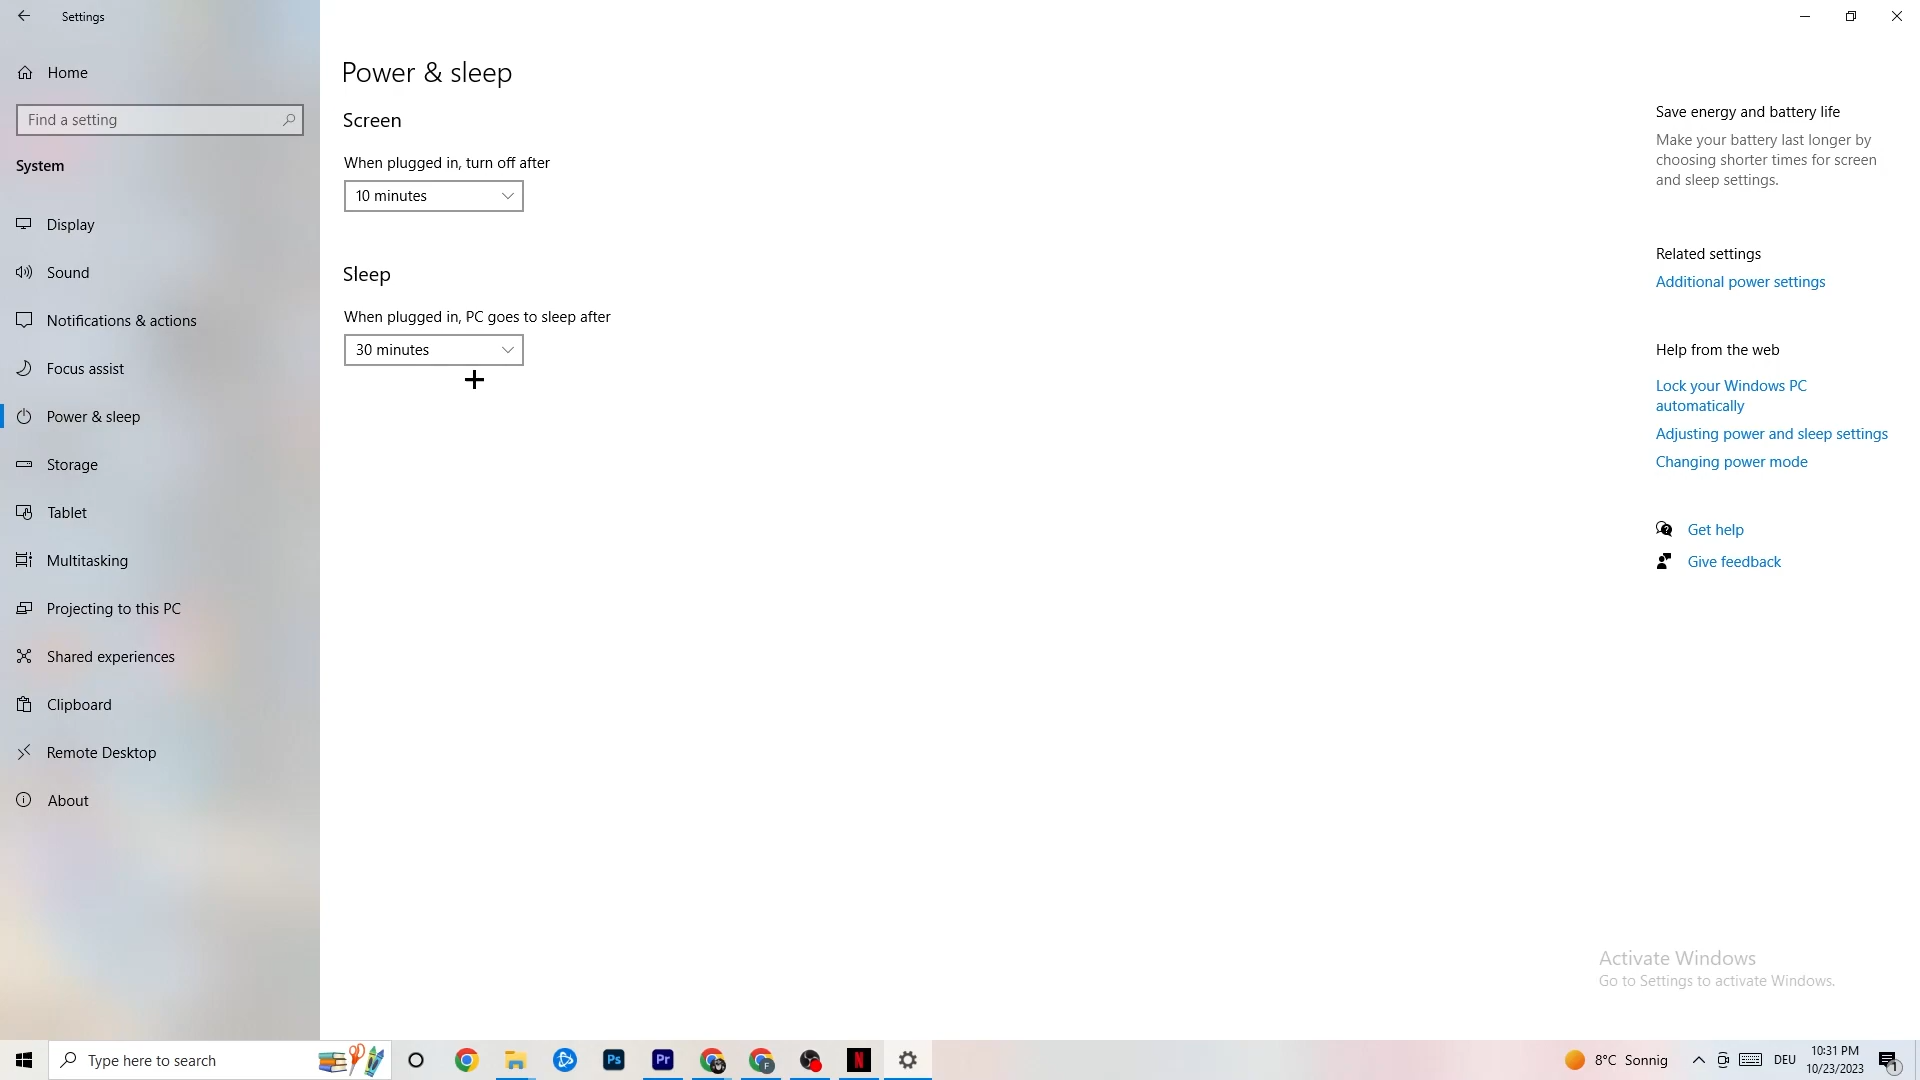 Settings
Home
Find a setting
System
Display
Sound
Notifications & actions
Focus assist
Power & sleep
Storage
Tablet
Multitasking
Projecting to this PC
Shared experiences
Clipboard
Remote Desktop
About
Power & sleep
Screen
When plugged in, turn off after
10 minutes
Sleep
When plugged in, PC goes to sleep after
30 minutes
Save energy and battery life
Make your battery last longer by
choosing shorter times for screen
and sleep settings.
Related settings
Additional power settings
Help from the web
Lock your Windows PC
automatically
Adjusting power and sleep settings
Changing power mode
Get help
Give feedback
Activate Windows
Go to Settings to activate Windows.
Type here to search
Ps
Pr
F
N
8°C Sonnig
DEU
10:31 PM
10/23/2023
1